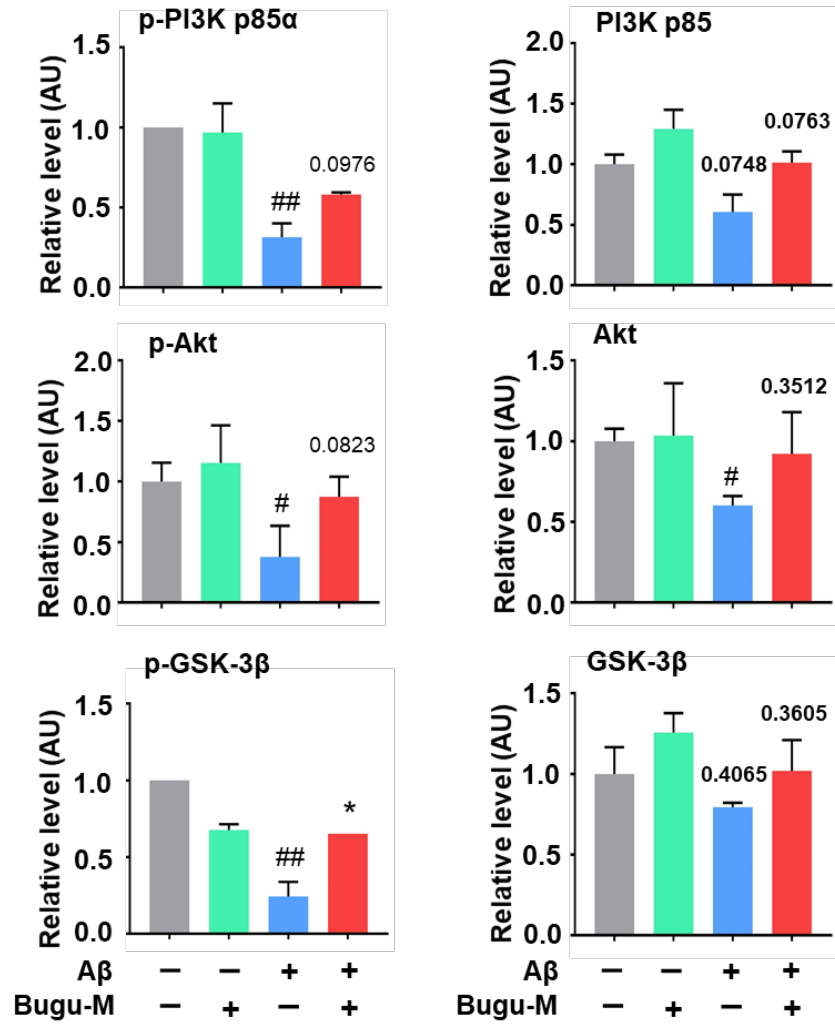 p-PI3K p85α
Relative level (AU)
1.5
1.0
0.5
0.0
##
0.0976
PI3K p85
Relative level (AU)
2.0
1.5
1.0
0.5
0.0
0.0748
0.0763
p-Akt
Relative level (AU)
2.0
1.5
1.0
0.5
0.0
#
0.0823
Akt
Relative level (AU)
1.5
1.0
0.5
0.0
#
0.3512
p-GSK-3β
Relative level (AU)
1.5
1.0
0.5
0.0
##
*
GSK-3β
Relative level (AU)
1.5
1.0
0.5
0.0
0.4065
0.3605
Aβ − − + +
Bugu-M − + − +
Aβ − − + +
Bugu-M − + − +